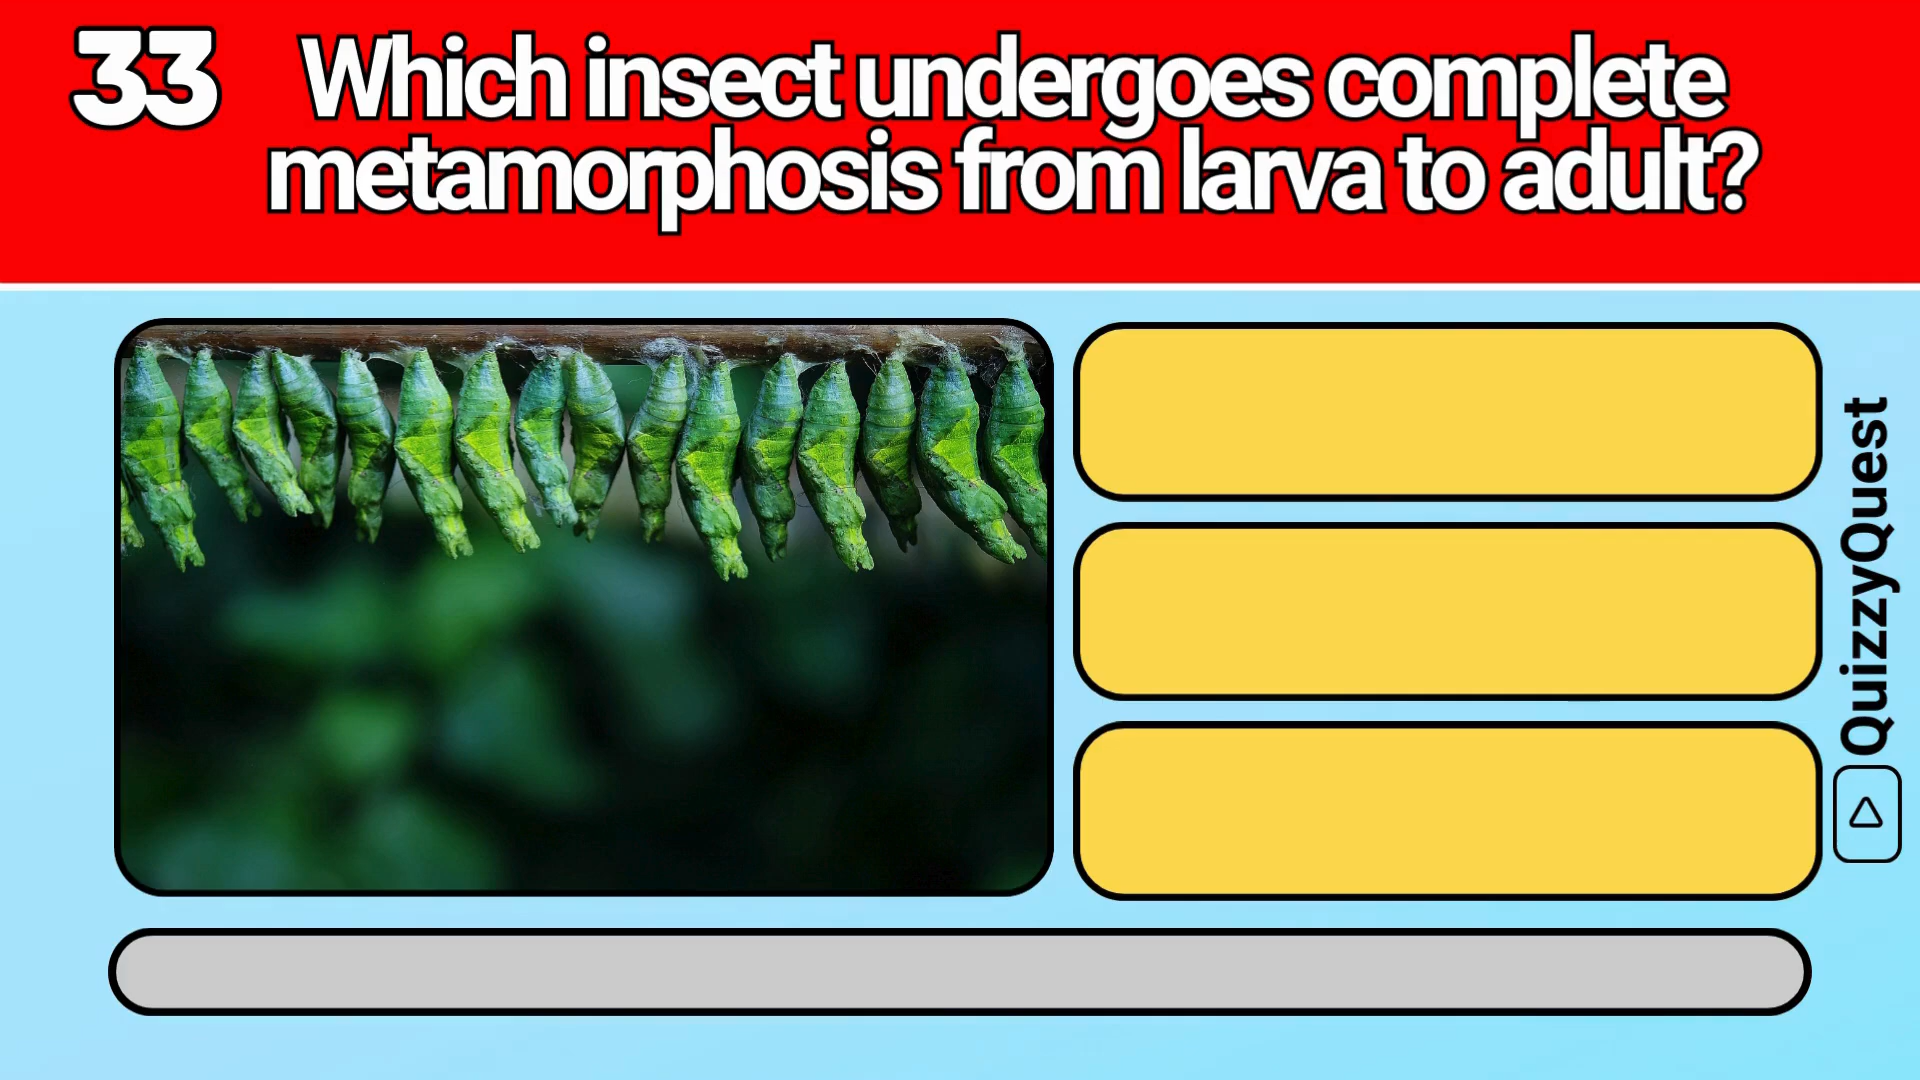 33
Which insect undergoes complete
metamorphosis from larva to adult?
QuizzyQuest